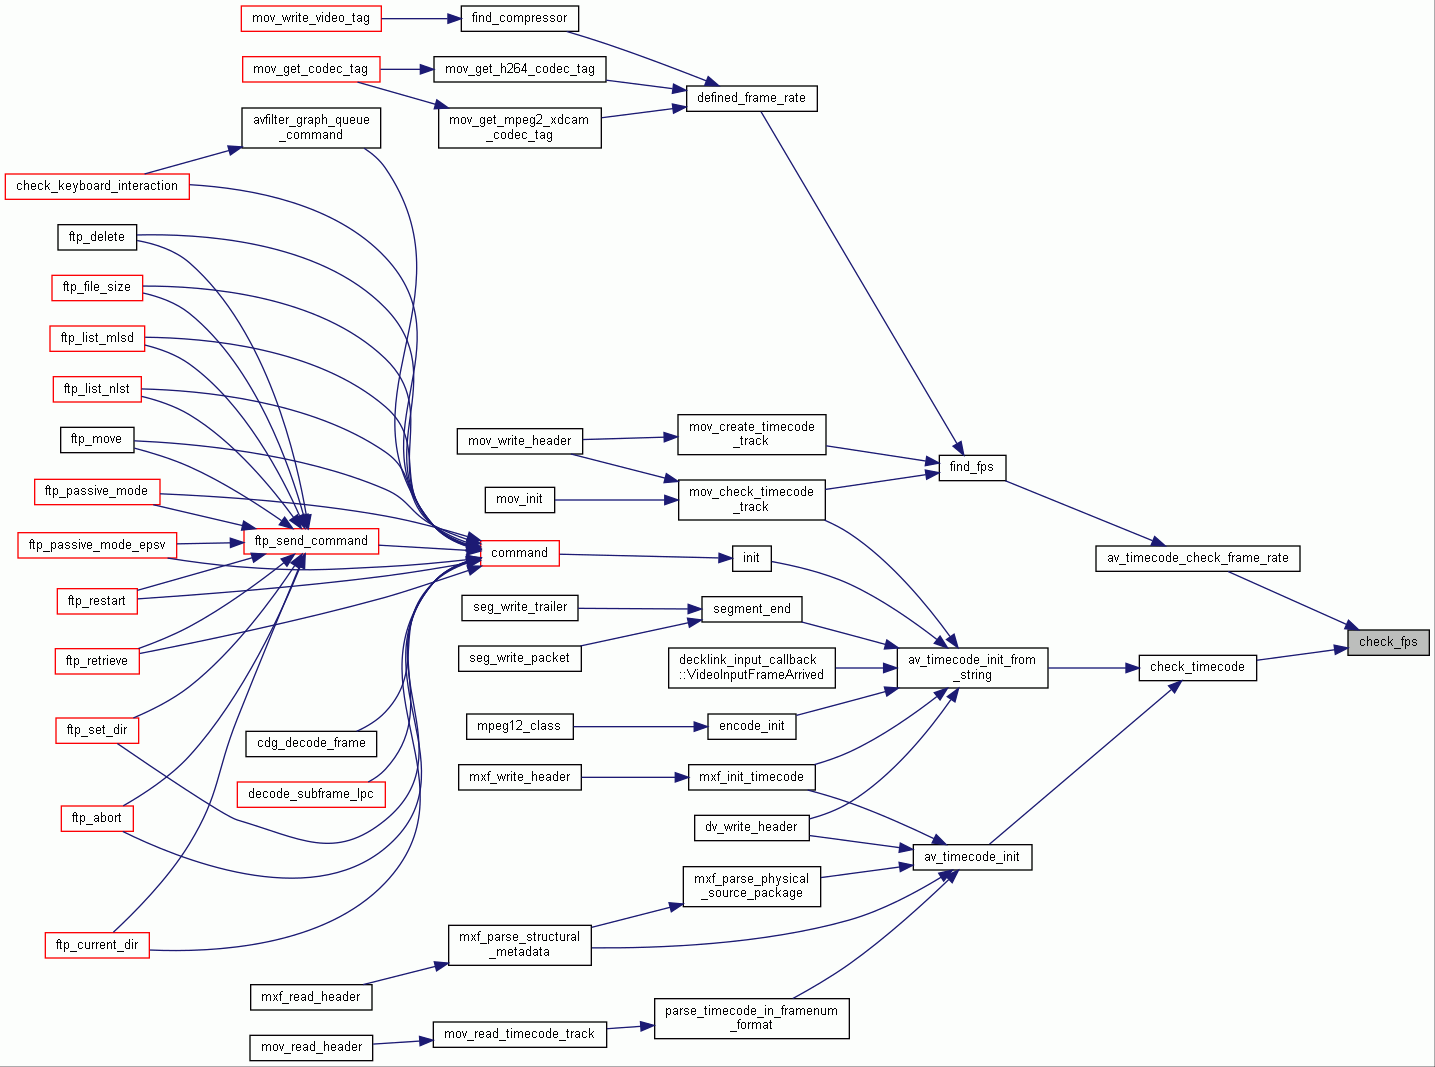 mov_write_video_tag
find_compressor
mov_get_codec_tag
mov_get_h264_codec_tag
defined_frame_rate
avfilter_graph_queue
_command
mov_get_mpeg2_xdcam
_codec_tag
check_keyboard_interaction
ftp_delete
ftp_file_size
ftp_list_mlsd
ftp_list_nlst
ftp_move
mov_write_header
mov_create_timecode
_track
find_fps
ftp_passive_mode
mov_init
mov_check_timecode
_track
ftp_passive_mode_epsv
ftp_send_command
command
init
av_timecode_check_frame_rate
ftp_restart
seg_write_trailer
segment_end
check_fps
ftp_retrieve
seg_write_packet
decklink_input_callback
::VideoInputFrameArrived
av_timecode_init_from
_string
check_timecode
ftp_set_dir
cdg_decode_frame
mpeg12_class
encode_init
decode_subframe_lpc
mxf_write_header
mxf_init_timecode
ftp_abort
dv_write_header
av_timecode_init
mxf_parse_physical
_source_package
ftp_current_dir
mxf_parse_structural
_metadata
mxf_read_header
parse_timecode_in_framenum
_format
mov_read_header
mov_read_timecode_track